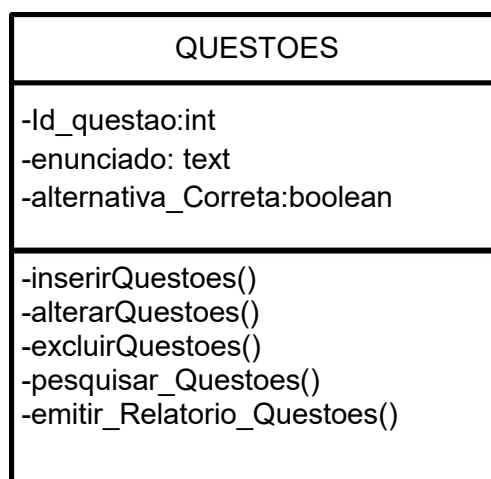 QUESTOES
-Id_questao:int
-enunciado: text
-alternativa_Correta:boolean
-inserirQuestoes()
-alterarQuestoes()
-excluirQuestoes()
-pesquisar_Questoes()
-emitir_Relatorio_Questoes()